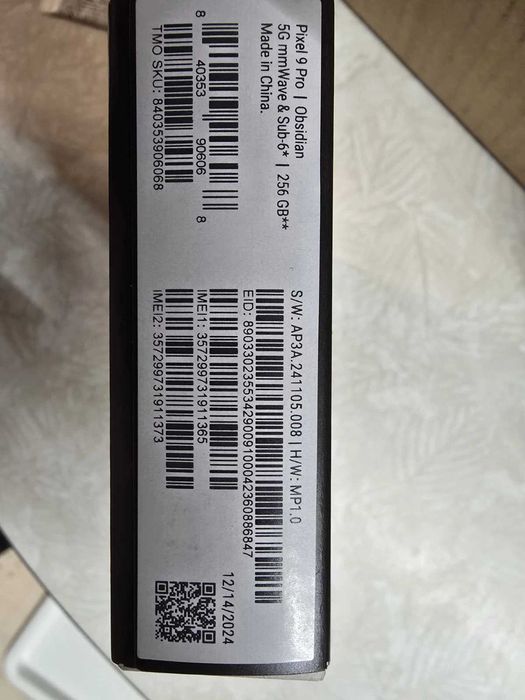 Pixel 9 Pro | Obsidian
5G mmWave & Sub-6* | 256 GB**
Made in China.
8 40353 90606 8
TMO SKU: 840353906068
S/W: AP3A.241105.008 | H/W: MP1.0
EID: 89033023553429009100042360886847
IMEI1: 357299731911365
IMEI2: 357299731911373
12/14/2024